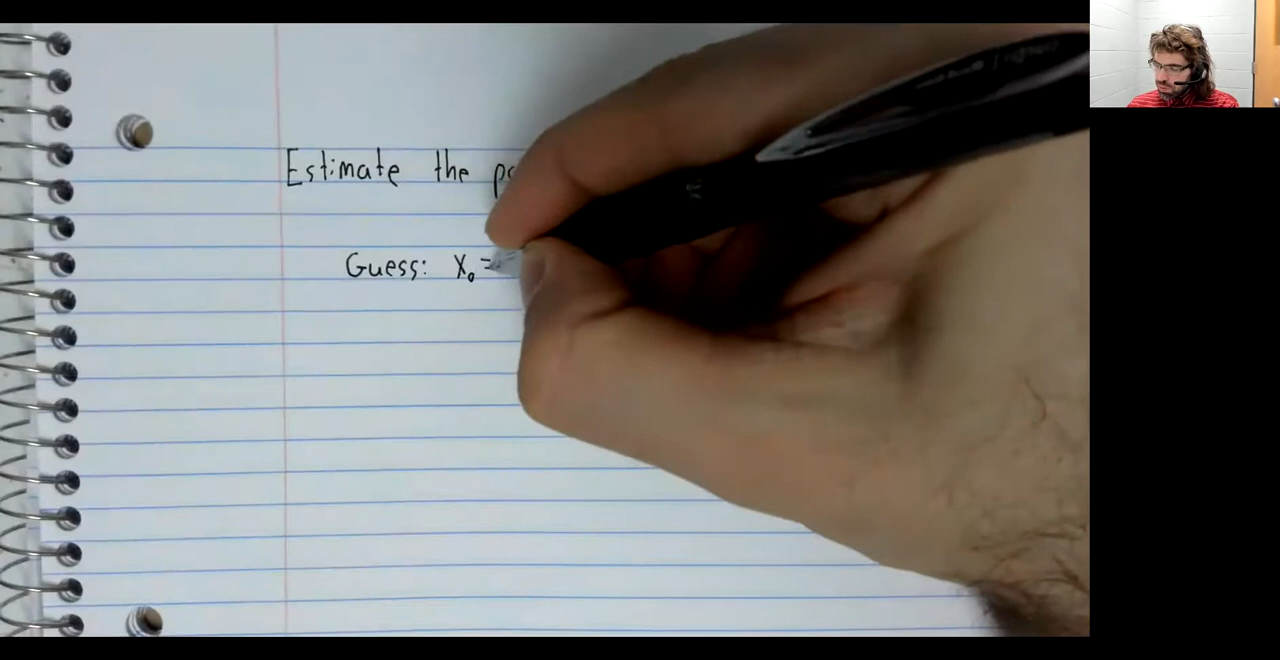 Estimate the
Guess: X₀=